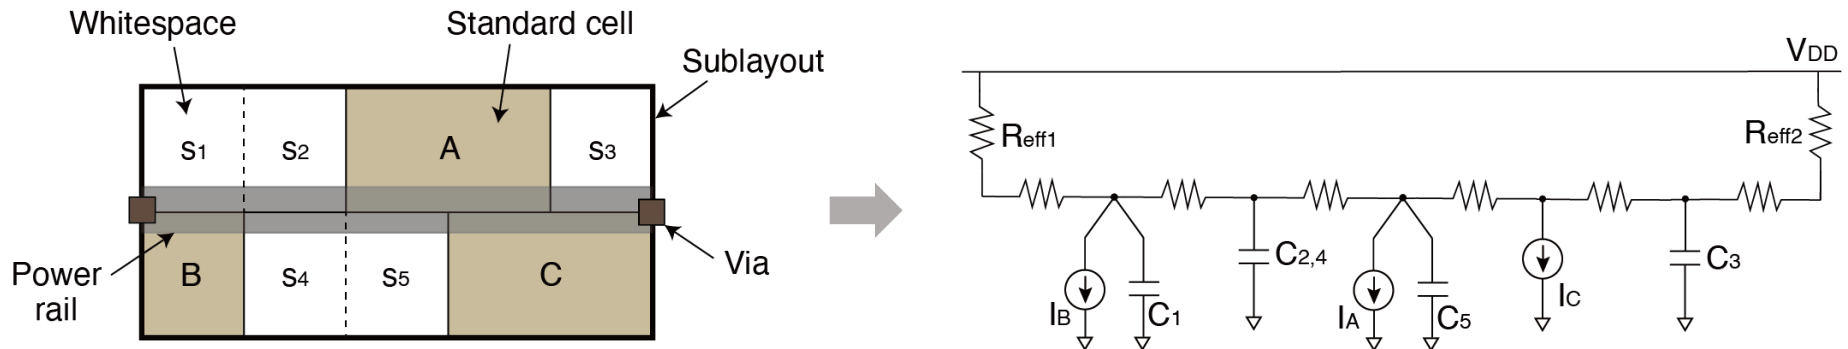 Whitespace
Standard cell
Sublayout
S1
S2
A
S3
B
S4
S5
C
Power
rail
Via
VDD
Reff1
Reff2
C2,4
C3
IB
C1
IA
C5
IC